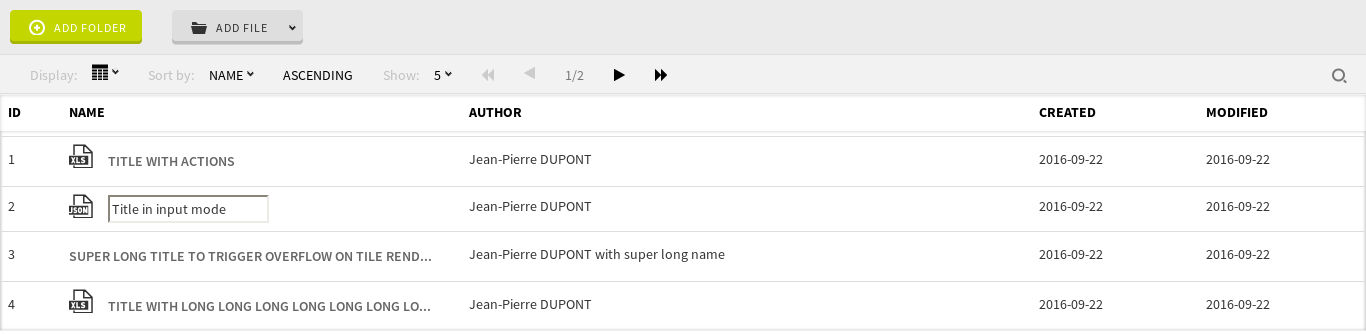 ADD FOLDER ADD FILE
Display: Sort by: NAME ASCENDING Show: 5 1/2
ID NAME AUTHOR CREATED MODIFIED
1 XLS TITLE WITH ACTIONS Jean-Pierre DUPONT 2016-09-22 2016-09-22
2 JSON Title in input mode Jean-Pierre DUPONT 2016-09-22 2016-09-22
3 SUPER LONG TITLE TO TRIGGER OVERFLOW ON TILE REND... Jean-Pierre DUPONT with super long name 2016-09-22 2016-09-22
4 XLS TITLE WITH LONG LONG LONG LONG LONG LONG LO... Jean-Pierre DUPONT 2016-09-22 2016-09-22